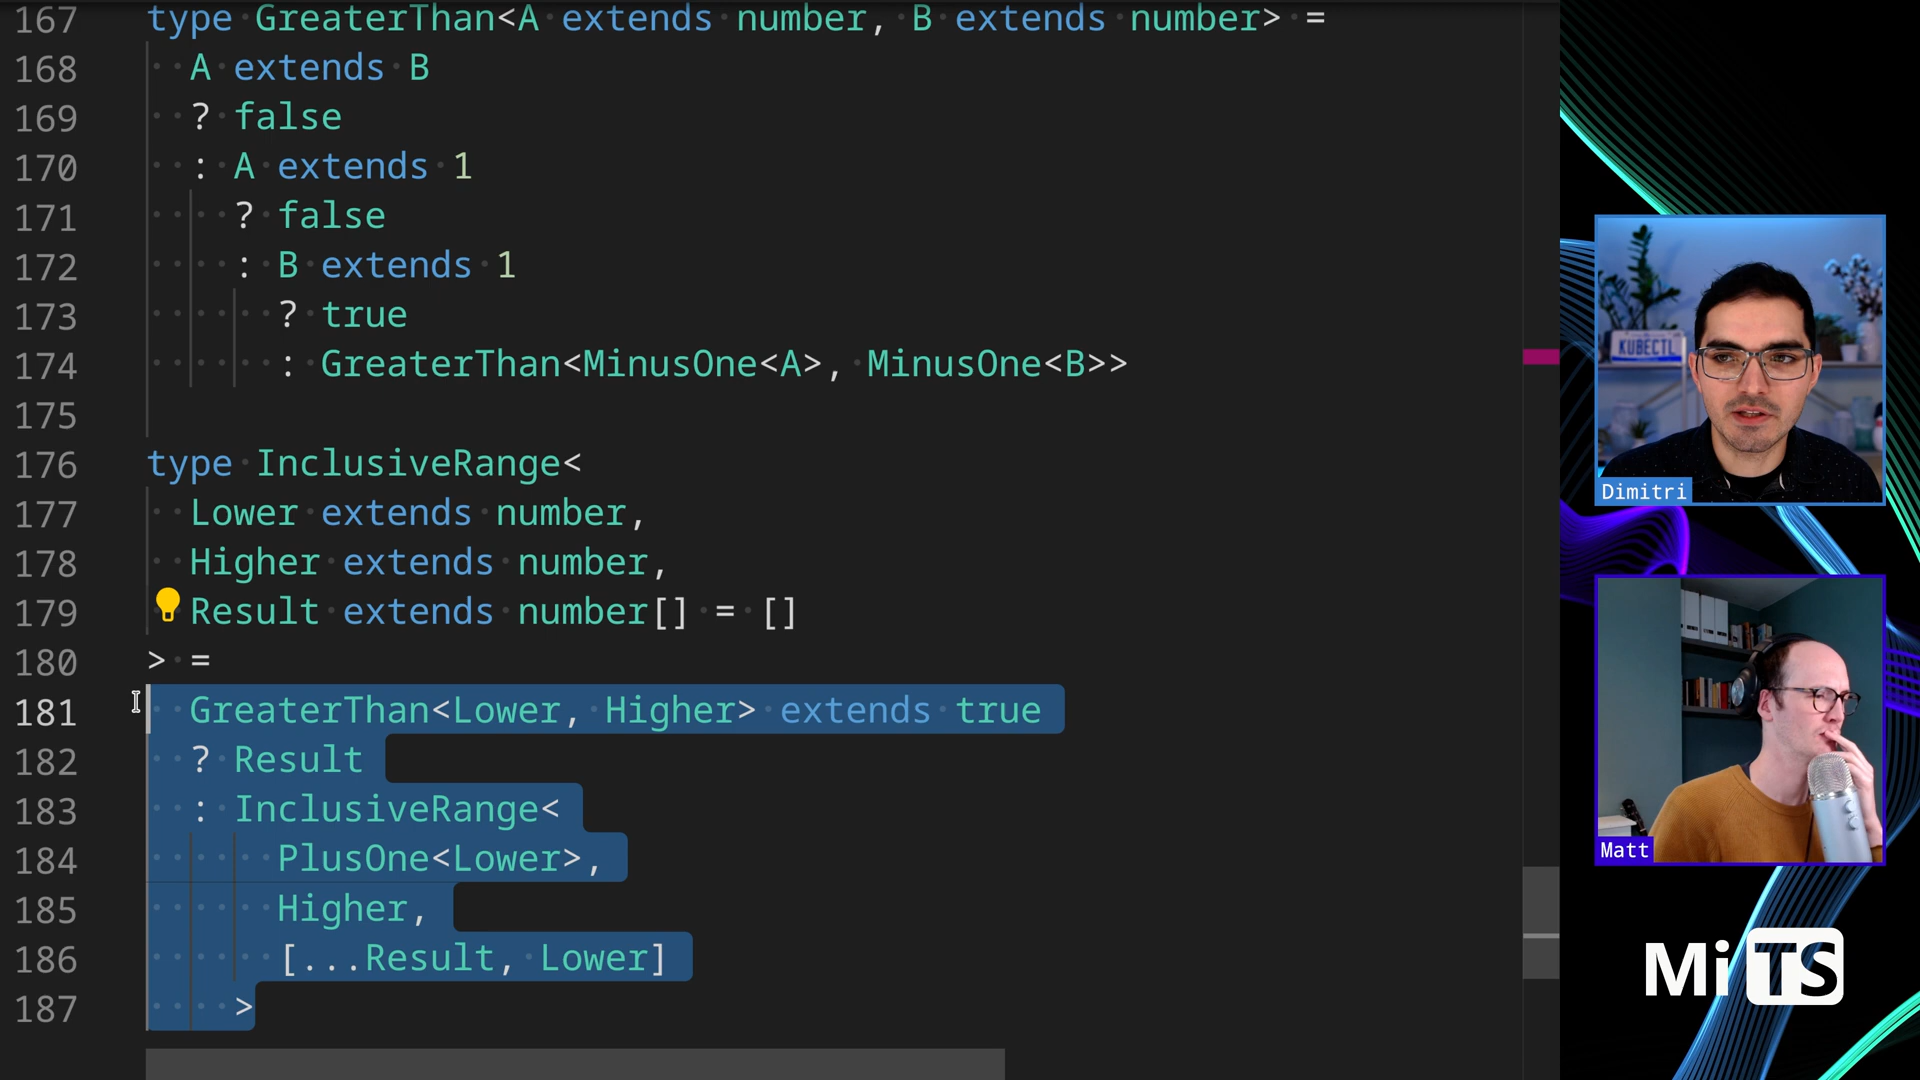 167 type GreaterThan<A extends number, B extends number> =
168 A extends B
169 ? false
170 : A extends 1
171 ? false
172 : B extends 1
173 ? true
174 : GreaterThan<MinusOne<A>, MinusOne<B>>
175
176 type InclusiveRange<
177 Lower extends number,
178 Higher extends number,
179 Result extends number[] = []
180 > =
181 GreaterThan<Lower, Higher> extends true
182 ? Result
183 : InclusiveRange<
184 PlusOne<Lower>,
185 Higher,
186 [...Result, Lower]
187 >
KUBECTL
Dimitri
Matt
MiTS